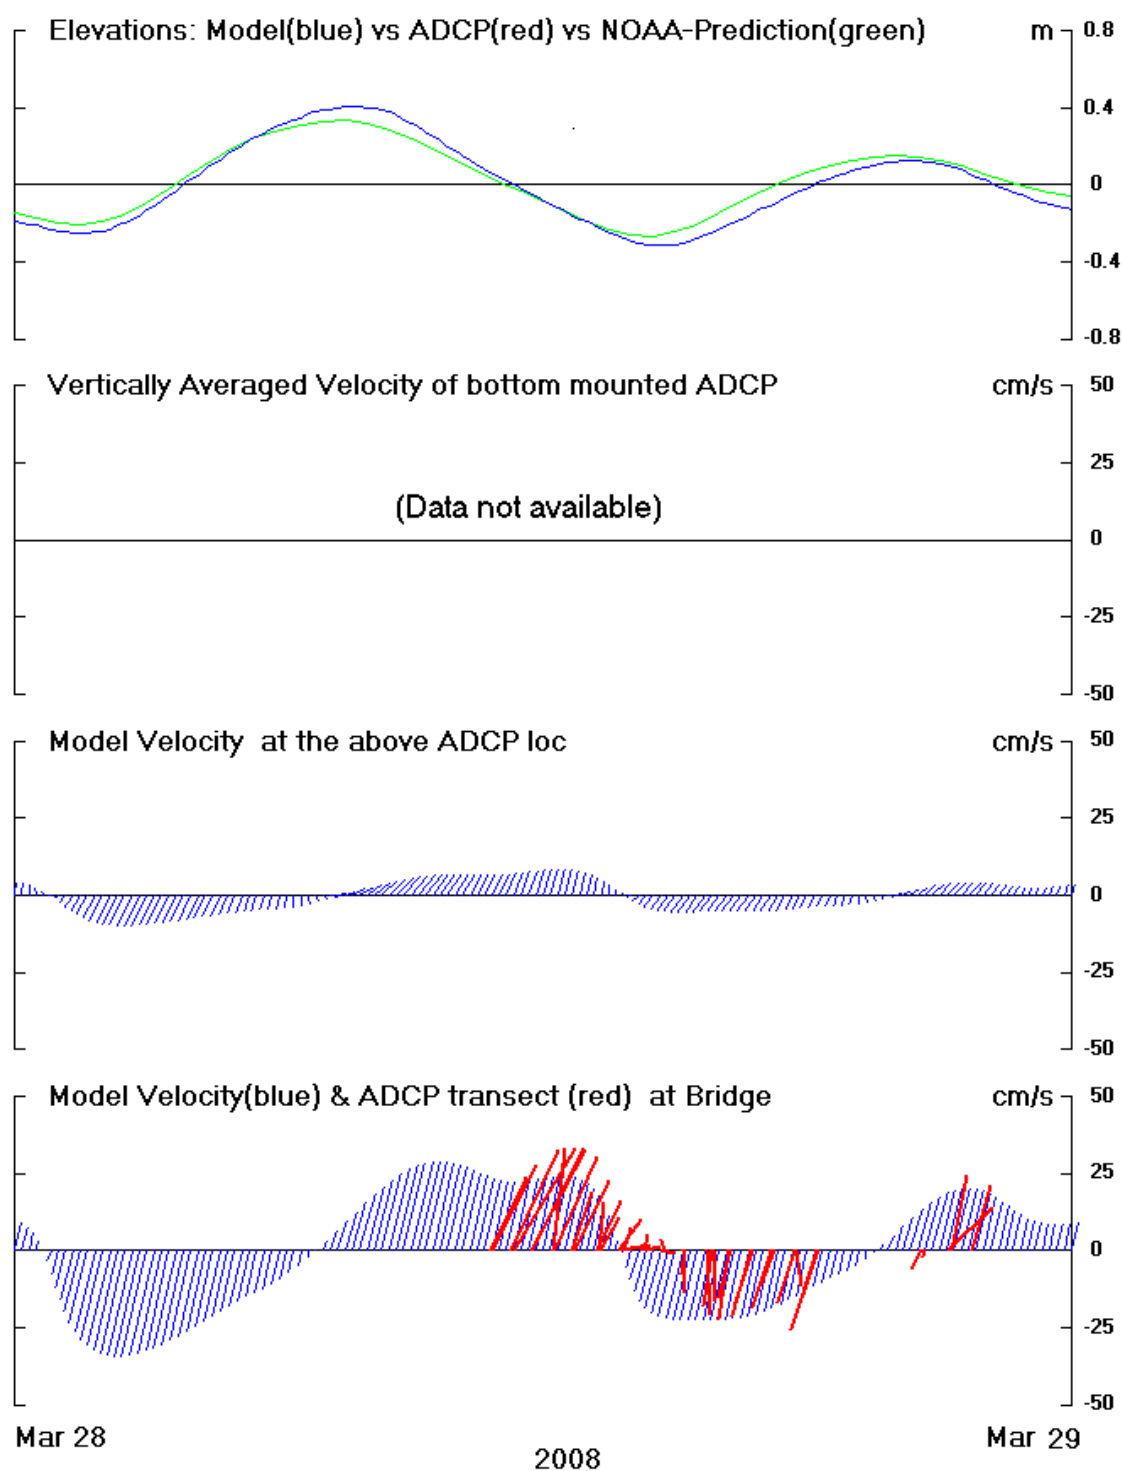 Elevations: Model(blue) vs ADCP(red) vs NOAA-Prediction(green) m 0.8
0.4
0
-0.4
-0.8
Vertically Averaged Velocity of bottom mounted ADCP cm/s 50
25
(Data not available)
0
-25
-50
Model Velocity at the above ADCP loc cm/s 50
25
0
-25
-50
Model Velocity(blue) & ADCP transect (red) at Bridge cm/s 50
25
0
-25
-50
Mar 28 Mar 29
2008